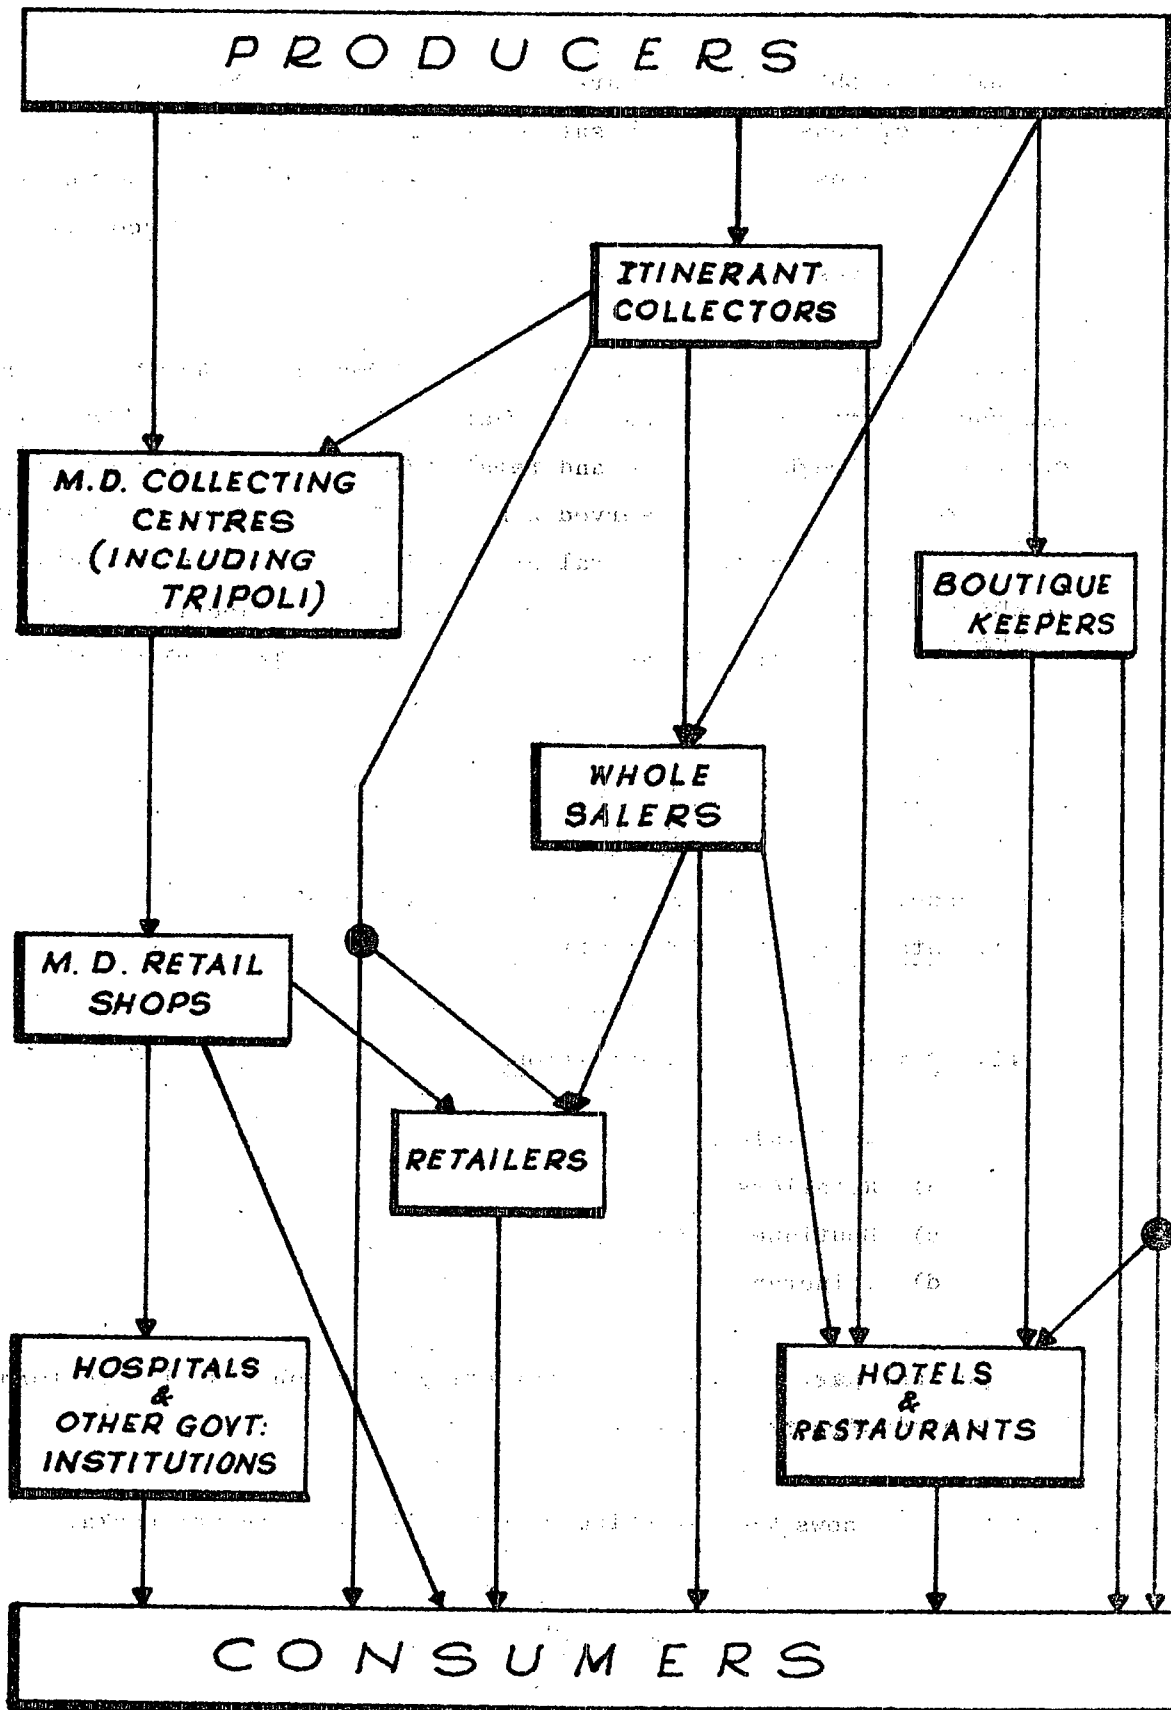 PRODUCERS
ITINERANT
COLLECTORS
M.D. COLLECTING
CENTRES
(INCLUDING
TRIPOLI)
BOUTIQUE
KEEPERS
WHOLE
SALERS
M. D. RETAIL
SHOPS
RETAILERS
HOSPITALS
&
OTHER GOVT:
INSTITUTIONS
HOTELS
&
RESTAURANTS
CONSUMERS